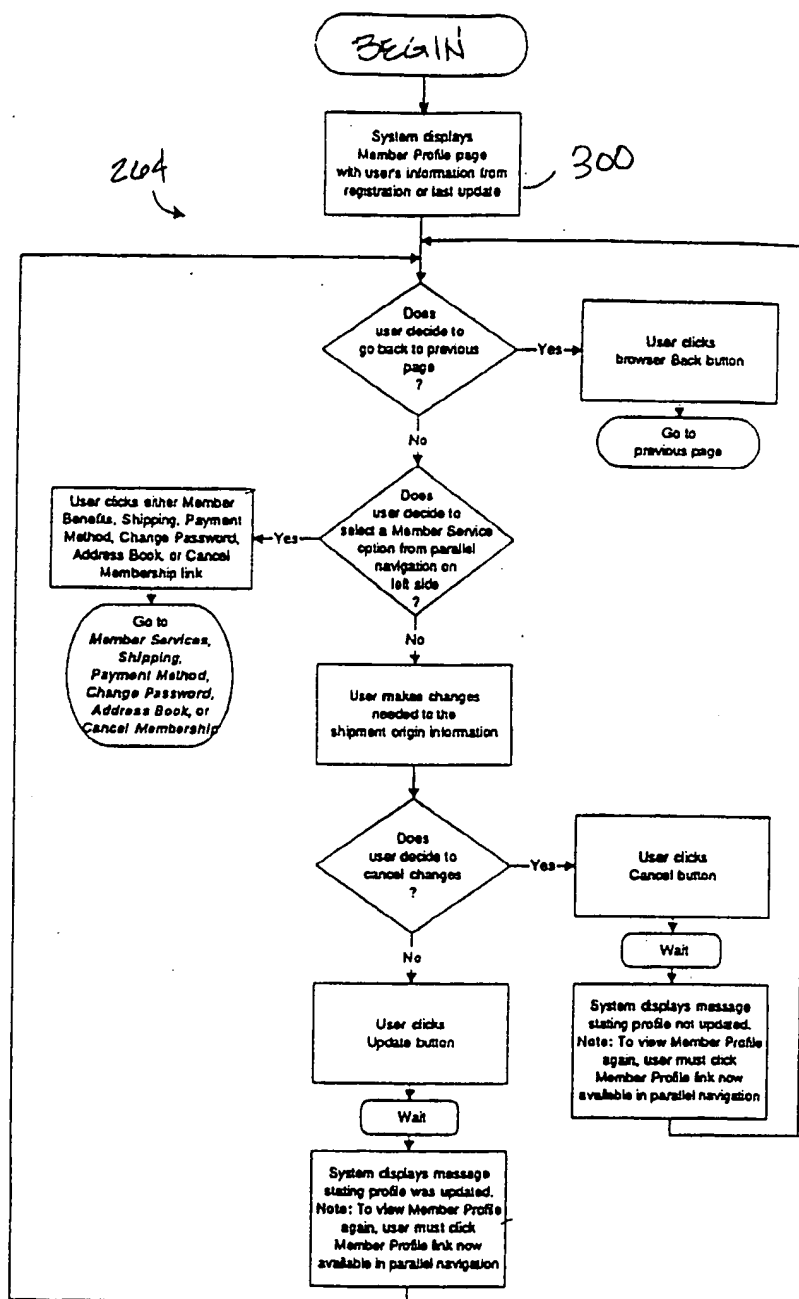 BEGIN
System displays
Member Profile page
with user's information from
registration or last update
300
264
Does
user decide to
go back to previous
page
?
Yes
User clicks
browser Back button
Go to
previous page
No
Does
user decide to
select a Member Service
option from parallel
navigation on
left side
?
Yes
User clicks either Member
Benefits, Shipping, Payment
Method, Change Password,
Address Book, or Cancel
Membership link
Go to
Member Services,
Shipping,
Payment Method,
Change Password,
Address Book, or
Cancel Membership
No
User makes changes
needed to the
shipment origin information
Does
user decide to
cancel changes
?
Yes
User clicks
Cancel button
Wait
System displays message
stating profile not updated.
Note: To view Member Profile
again, user must click
Member Profile link now
available in parallel navigation
No
User clicks
Update button
Wait
System displays message
stating profile was updated.
Note: To view Member Profile
again, user must click
Member Profile link now
available in parallel navigation